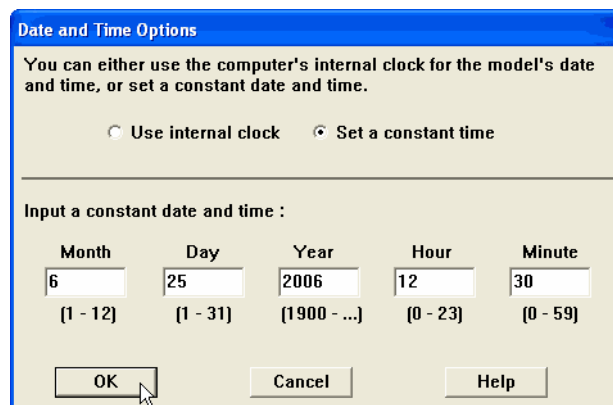 Date and Time Options
You can either use the computer's internal clock for the model's date
and time, or set a constant date and time.
Use internal clock Set a constant time
Input a constant date and time :
Month Day Year Hour Minute
6 25 2006 12 30
(1 - 12) (1 - 31) (1900 - ...) (0 - 23) (0 - 59)
OK Cancel Help